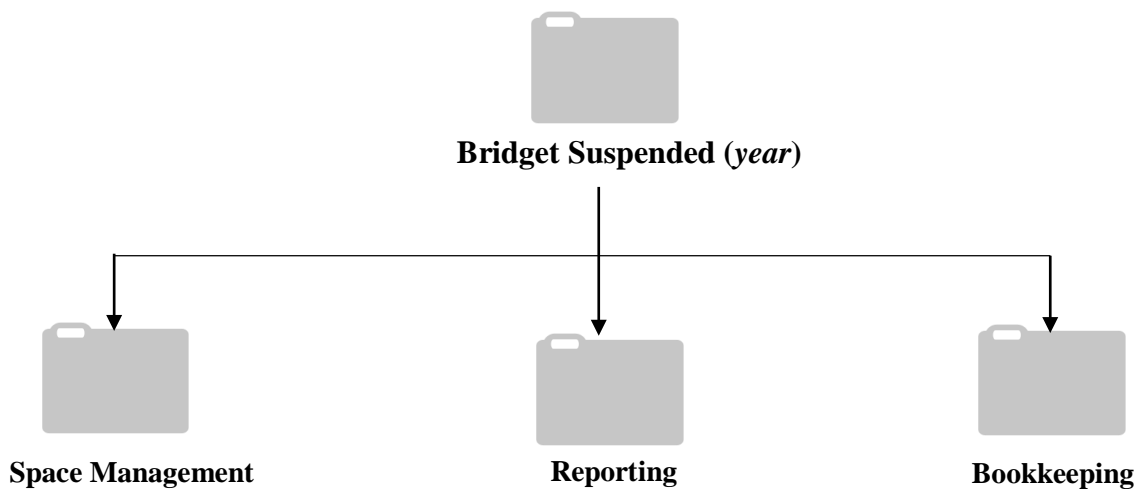 Bridget Suspended (year)
Space Management
Reporting
Bookkeeping